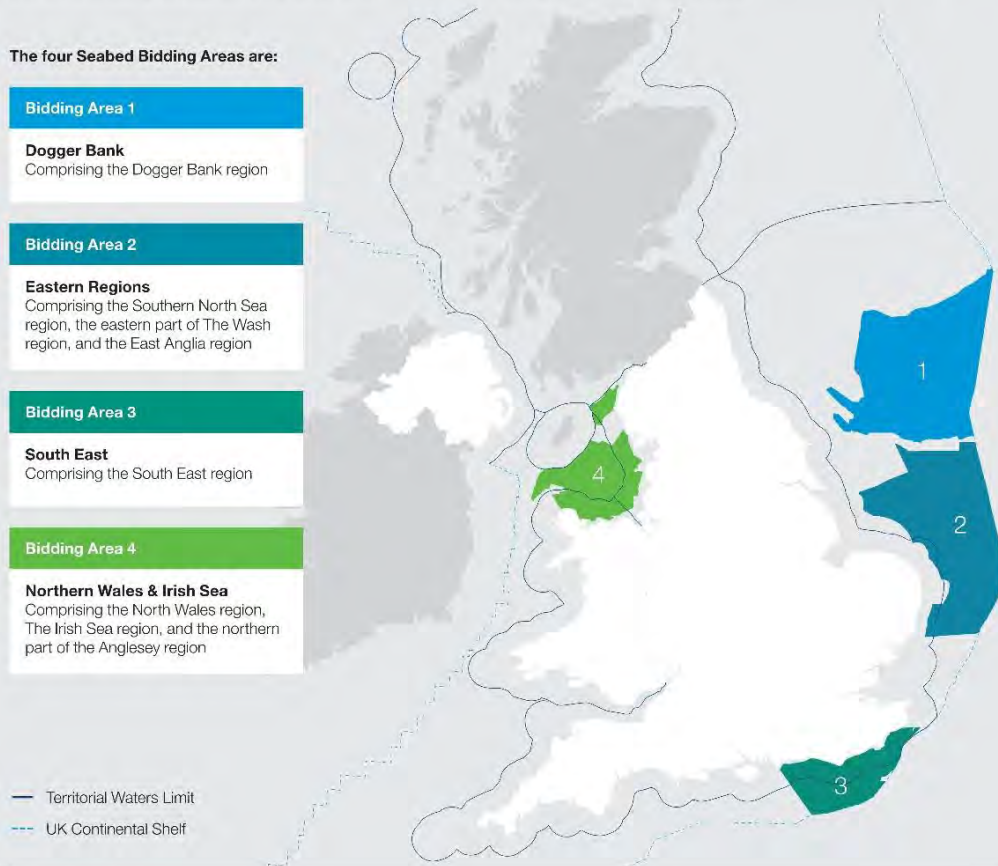 The four Seabed Bidding Areas are:
Bidding Area 1
Dogger Bank
Comprising the Dogger Bank region
Bidding Area 2
Eastern Regions
Comprising the Southern North Sea
region, the eastern part of The Wash
region, and the East Anglia region
Bidding Area 3
South East
Comprising the South East region
Bidding Area 4
Northern Wales & Irish Sea
Comprising the North Wales region,
The Irish Sea region, and the northern
part of the Anglesey region
Territorial Waters Limit
UK Continental Shelf
1
2
4
3